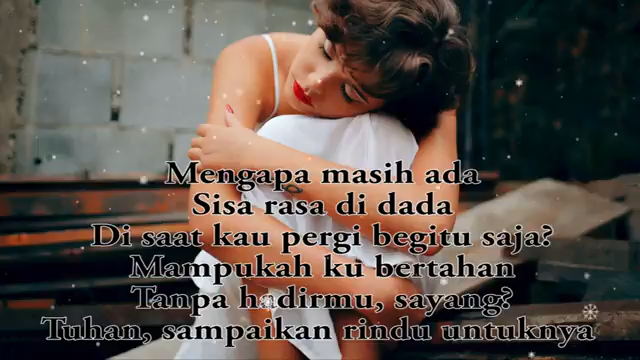 Mengapa masih ada
Sisa rasa di dada
Di saat kau pergi begitu saja?
Mampukah ku bertahan
Tanpa hadirmu, sayang?
Tuhan, sampaikan rindu untuknya